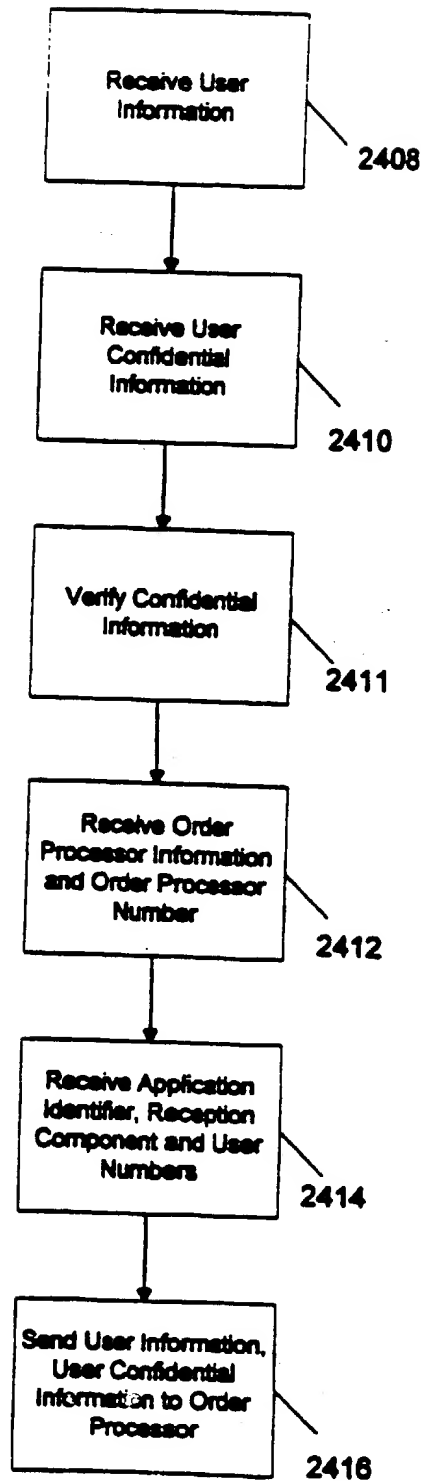 Receive User
Information
2408
Receive User
Confidential
Information
2410
Verify Confidential
Information
2411
Receive Order
Processor Information
and Order Processor
Number
2412
Receive Application
Identifier, Reception
Component and User
Numbers
2414
Send User Information,
User Confidential
Information to Order
Processor
2416